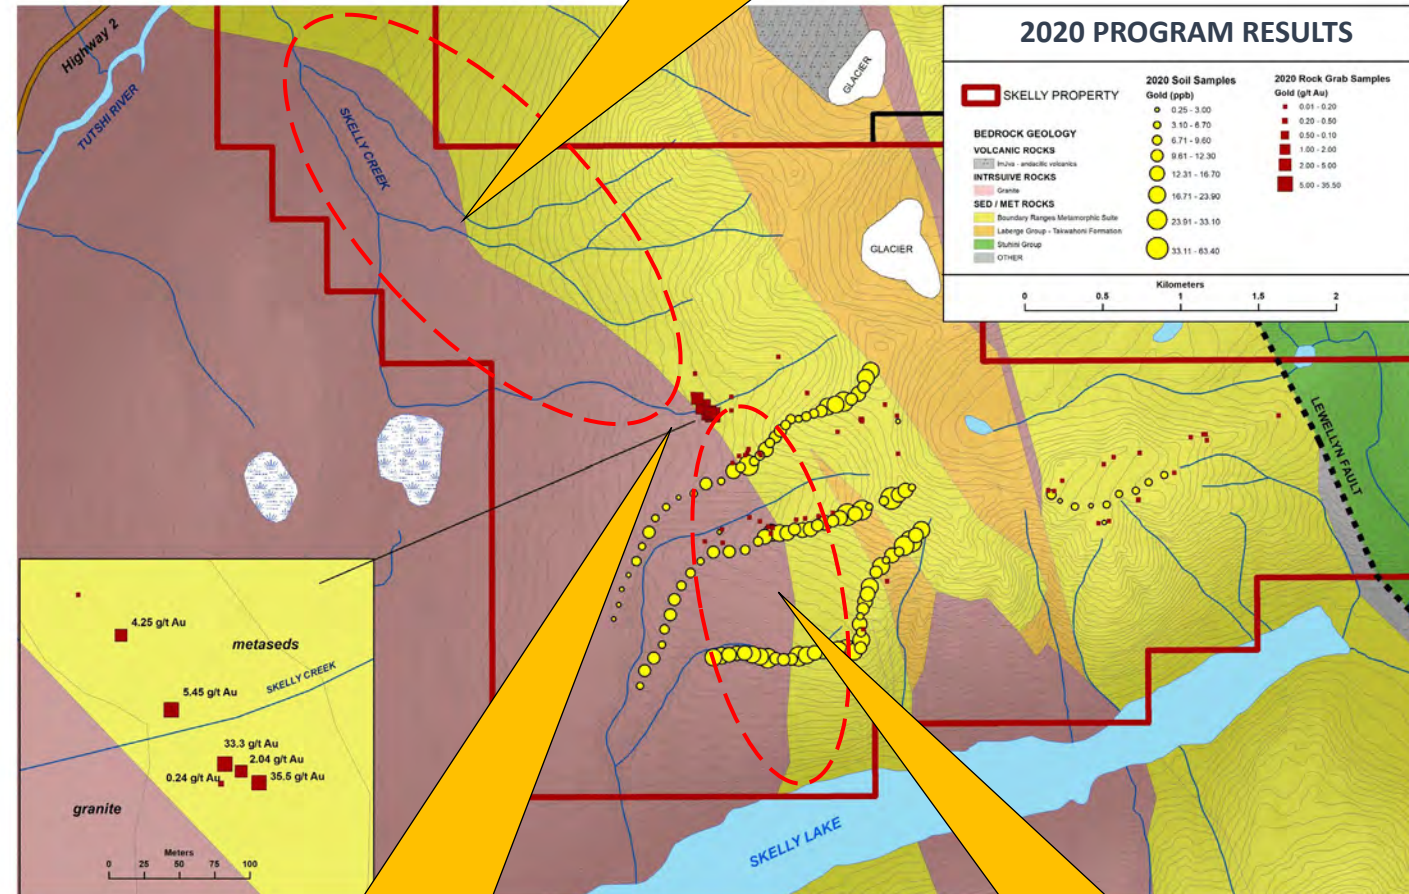 2020 PROGRAM RESULTS
SKELLY PROPERTY
BEDROCK GEOLOGY
VOLCANIC ROCKS
lmJva - andacitic volcanics
INTRSUIVE ROCKS
Granite
SED / MET ROCKS
Boundary Ranges Metamorphic Suite
Laberge Group - Takwahoni Formation
Stuhini Group
OTHER
2020 Soil Samples
Gold (ppb)
0.25 - 3.00
3.10 - 6.70
6.71 - 9.60
9.61 - 12.30
12.31 - 16.70
16.71 - 23.90
23.91 - 33.10
33.11 - 63.40
2020 Rock Grab Samples
Gold (g/t Au)
0.01 - 0.20
0.20 - 0.50
0.50 - 0.10
1.00 - 2.00
2.00 - 5.00
5.00 - 35.50
Kilometers
0 0.5 1 1.5 2
Highway 2
TUTSHI RIVER
SKELLY CREEK
GLACIER
GLACIER
LEWELLYN FAULT
SKELLY LAKE
4.25 g/t Au
metaseds
SKELLY CREEK
5.45 g/t Au
33.3 g/t Au
2.04 g/t Au
0.24 g/t Au
35.5 g/t Au
granite
Meters
0 25 50 75 100